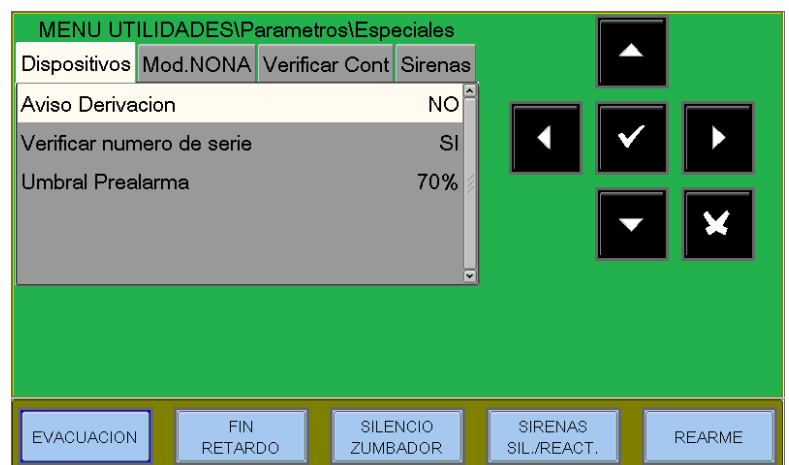 MENU UTILIDADES\Parametros\Especiales
Dispositivos Mod.NONA Verificar Cont Sirenas
Aviso Derivacion NO
Verificar numero de serie SI
Umbral Prealarma 70%
EVACUACION
FIN
RETARDO
SILENCIO
ZUMBADOR
SIRENAS
SIL./REACT.
REARME